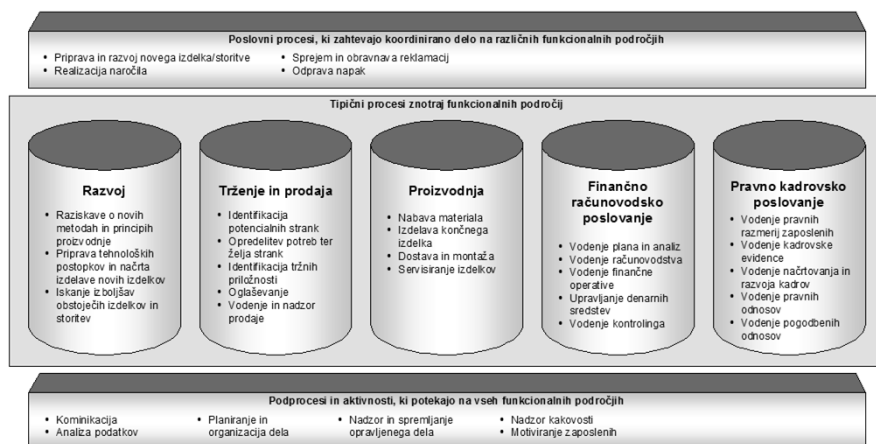 Poslovni procesi, ki zahtevajo koordinirano delo na različnih funkcionalnih področjih
• Priprava in razvoj novega izdelka/storitve
• Realizacija naročila
• Sprejem in obravnava reklamacij
• Odprava napak
Tipični procesi znotraj funkcionalnih področij
Razvoj
• Raziskave o novih
metodah in principih
proizvodnje
• Priprava tehnoloških
postopkov in načrta
izdelave novih izdelkov
• Iskanje izboljšav
obstoječih izdelkov in
storitev
Trženje in prodaja
• Identifikacija
potencialnih strank
• Opredelitev potreb ter
želja strank
• Identifikacija tržnih
priložnosti
• Oglaševanje
• Vodenje in nadzor
prodaje
Proizvodnja
• Nabava materiala
• Izdelava končnega
izdelka
• Dostava in montaža
• Servisiranje izdelkov
Finančno
računovodsko
poslovanje
• Vodenje plana in analiz
• Vodenje računovodstva
• Vodenje finančne
operative
• Upravljanje denarnih
sredstev
• Vodenje kontrolinga
Pravno kadrovsko
poslovanje
• Vodenje pravnih
razmerij zaposlenih
• Vodenje kadrovske
evidence
• Vodenje načrtovanja in
razvoja kadrov
• Vodenje pravnih
odnosov
• Vodenje pogodbenih
odnosov
Podprocesi in aktivnosti, ki potekajo na vseh funkcionalnih področjih
• Kominikacija
• Analiza podatkov
• Planiranje in
organizacija dela
• Nadzor in spremljanje
opravljenega dela
• Nadzor kakovosti
• Motiviranje zaposlenih